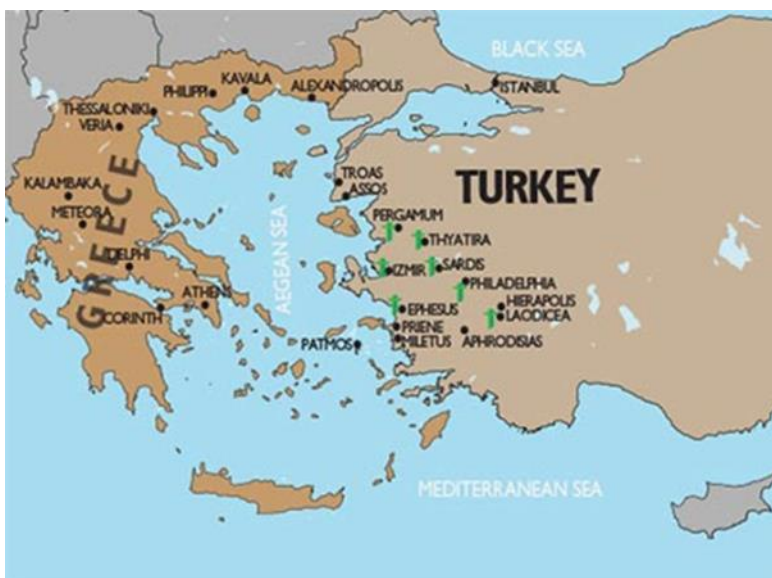 BLACK SEA
ISTANBUL
KAVALA
PHILIPPI
ALEXANDROPOLIS
THESSALONIKI
VERIA
GREECE
KALAMBAKA
METEORA
DELPHI
ATHENS
CORINTH
AEGEAN SEA
TROAS
ASSOS
TURKEY
PERGAMUM
THYATIRA
IZMIR
SARDIS
PHILADELPHIA
HIERAPOLIS
EPHESUS
LAODICEA
PRIENE
MILETUS
APHRODISIAS
PATMOS
MEDITERRANEAN SEA